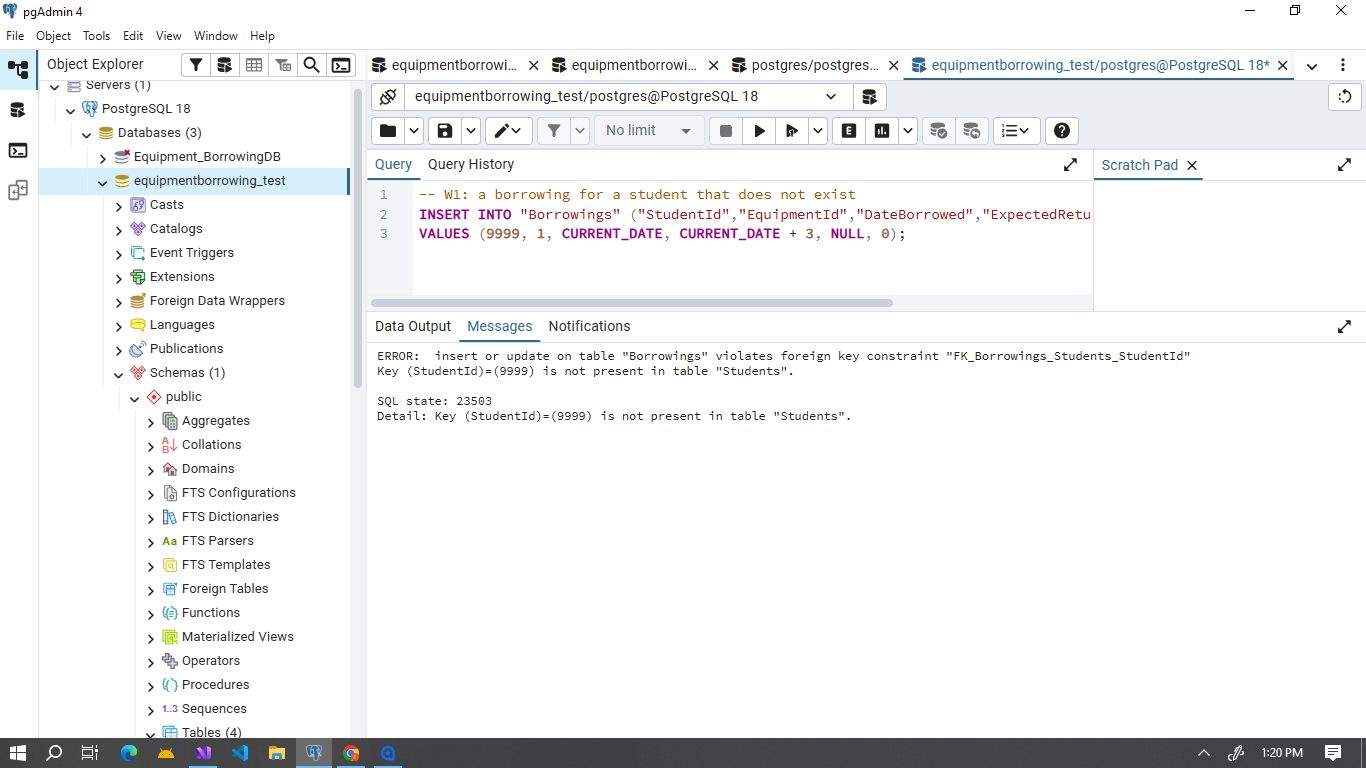 pgAdmin 4
File Object Tools Edit View Window Help
Object Explorer
equipmentborrowi...
equipmentborrowi...
postgres/postgres...
equipmentborrowing_test/postgres@PostgreSQL 18*
Servers (1)
PostgreSQL 18
Databases (3)
Equipment_BorrowingDB
equipmentborrowing_test
Casts
Catalogs
Event Triggers
Extensions
Foreign Data Wrappers
Languages
Publications
Schemas (1)
public
Aggregates
Collations
Domains
FTS Configurations
FTS Dictionaries
Aa FTS Parsers
FTS Templates
Foreign Tables
Functions
Materialized Views
Operators
Procedures
1..3 Sequences
Tables (4)
equipmentborrowing_test/postgres@PostgreSQL 18
No limit
E
Query Query History
Scratch Pad
1 -- W1: a borrowing for a student that does not exist
2 INSERT INTO "Borrowings" ("StudentId","EquipmentId","DateBorrowed","ExpectedRetu
3 VALUES (9999, 1, CURRENT_DATE, CURRENT_DATE + 3, NULL, 0);
Data Output Messages Notifications
ERROR:  insert or update on table "Borrowings" violates foreign key constraint "FK_Borrowings_Students_StudentId"
Key (StudentId)=(9999) is not present in table "Students".
SQL state: 23503
Detail: Key (StudentId)=(9999) is not present in table "Students".
1:20 PM